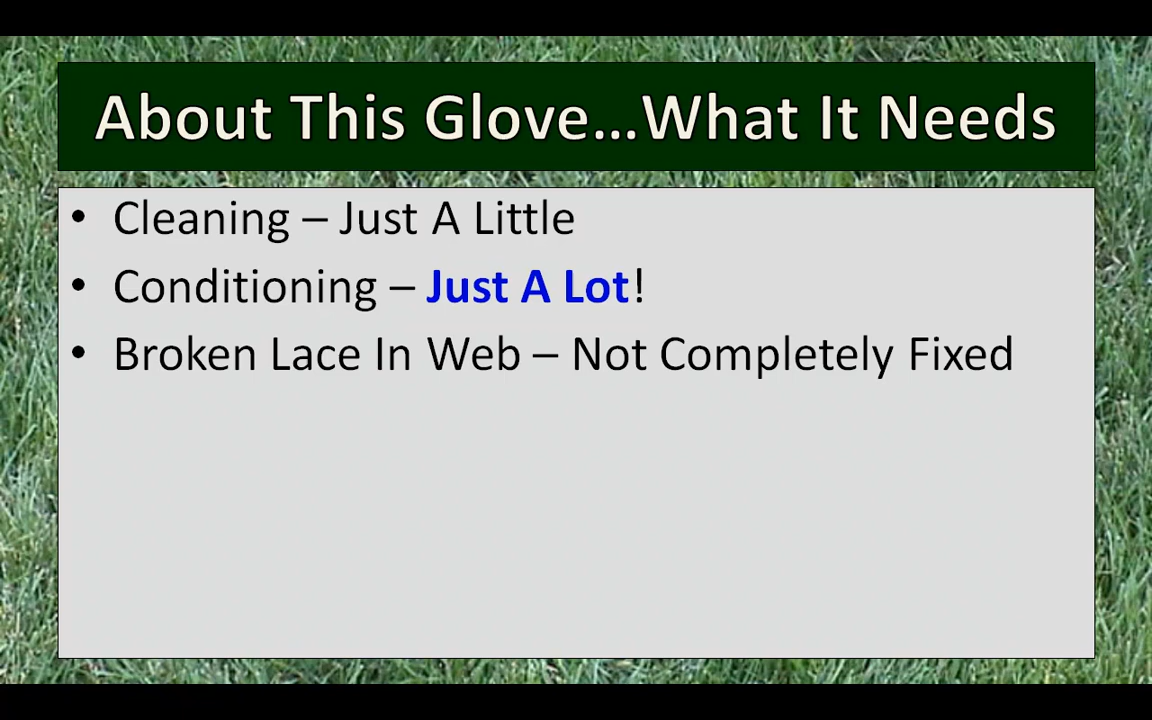 About This Glove...What It Needs
• Cleaning – Just A Little
• Conditioning – Just A Lot!
• Broken Lace In Web – Not Completely Fixed